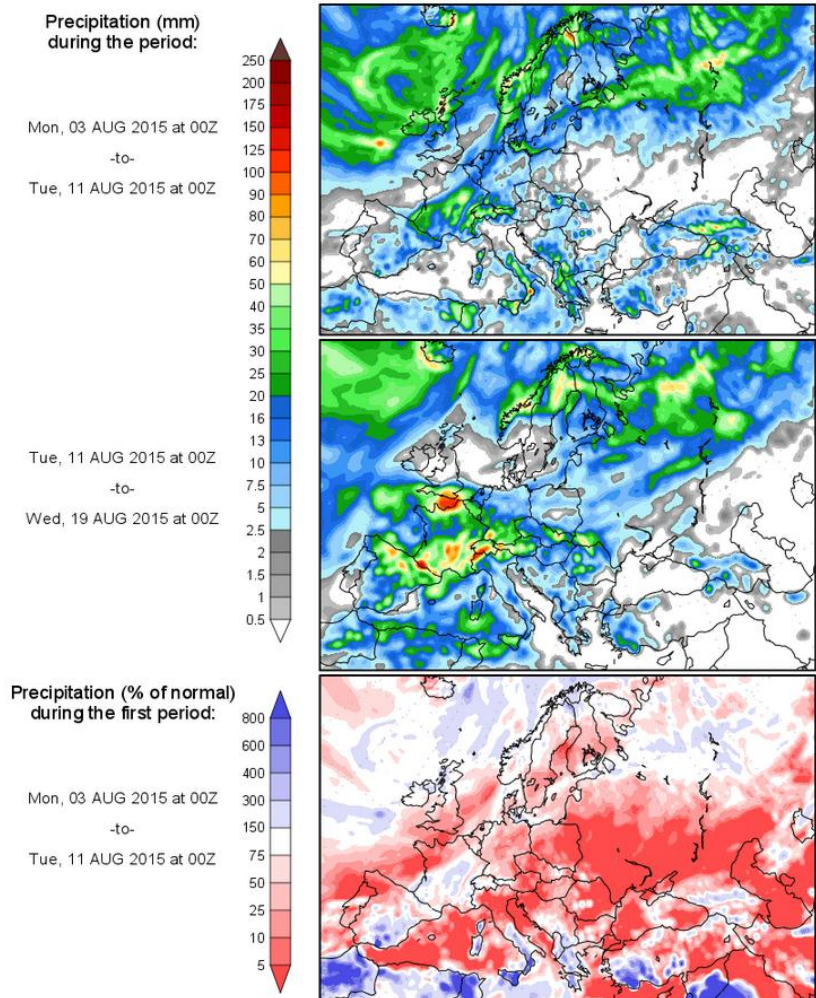 Precipitation (mm)
during the period:
Mon, 03 AUG 2015 at 00Z
-to-
Tue, 11 AUG 2015 at 00Z
Tue, 11 AUG 2015 at 00Z
-to-
Wed, 19 AUG 2015 at 00Z
250
200
175
150
125
100
90
80
70
60
50
40
35
30
25
20
16
13
10
7.5
5
2.5
2
1.5
1
0.5
Precipitation (% of normal)
during the first period:
Mon, 03 AUG 2015 at 00Z
-to-
Tue, 11 AUG 2015 at 00Z
800
600
400
300
150
75
50
25
10
5